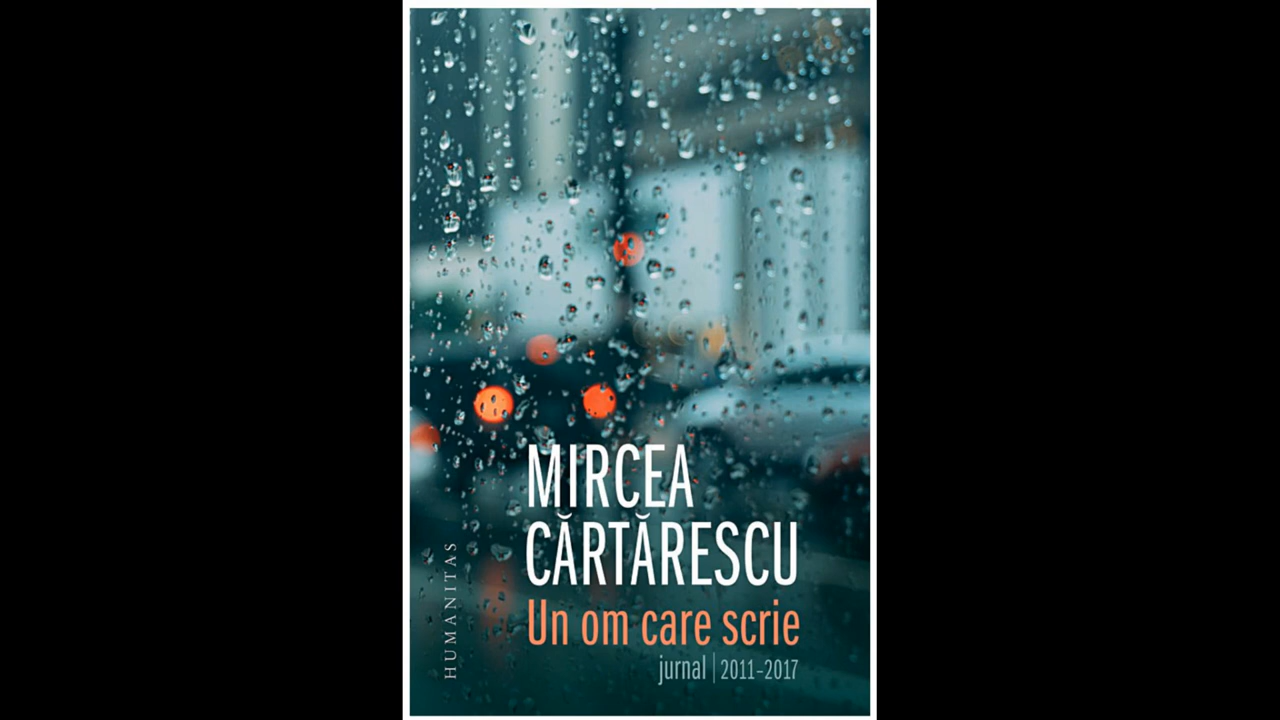 MIRCEA
CĂRTĂRESCU
Un om care scrie
jurnal | 2011–2017
HUMANITAS